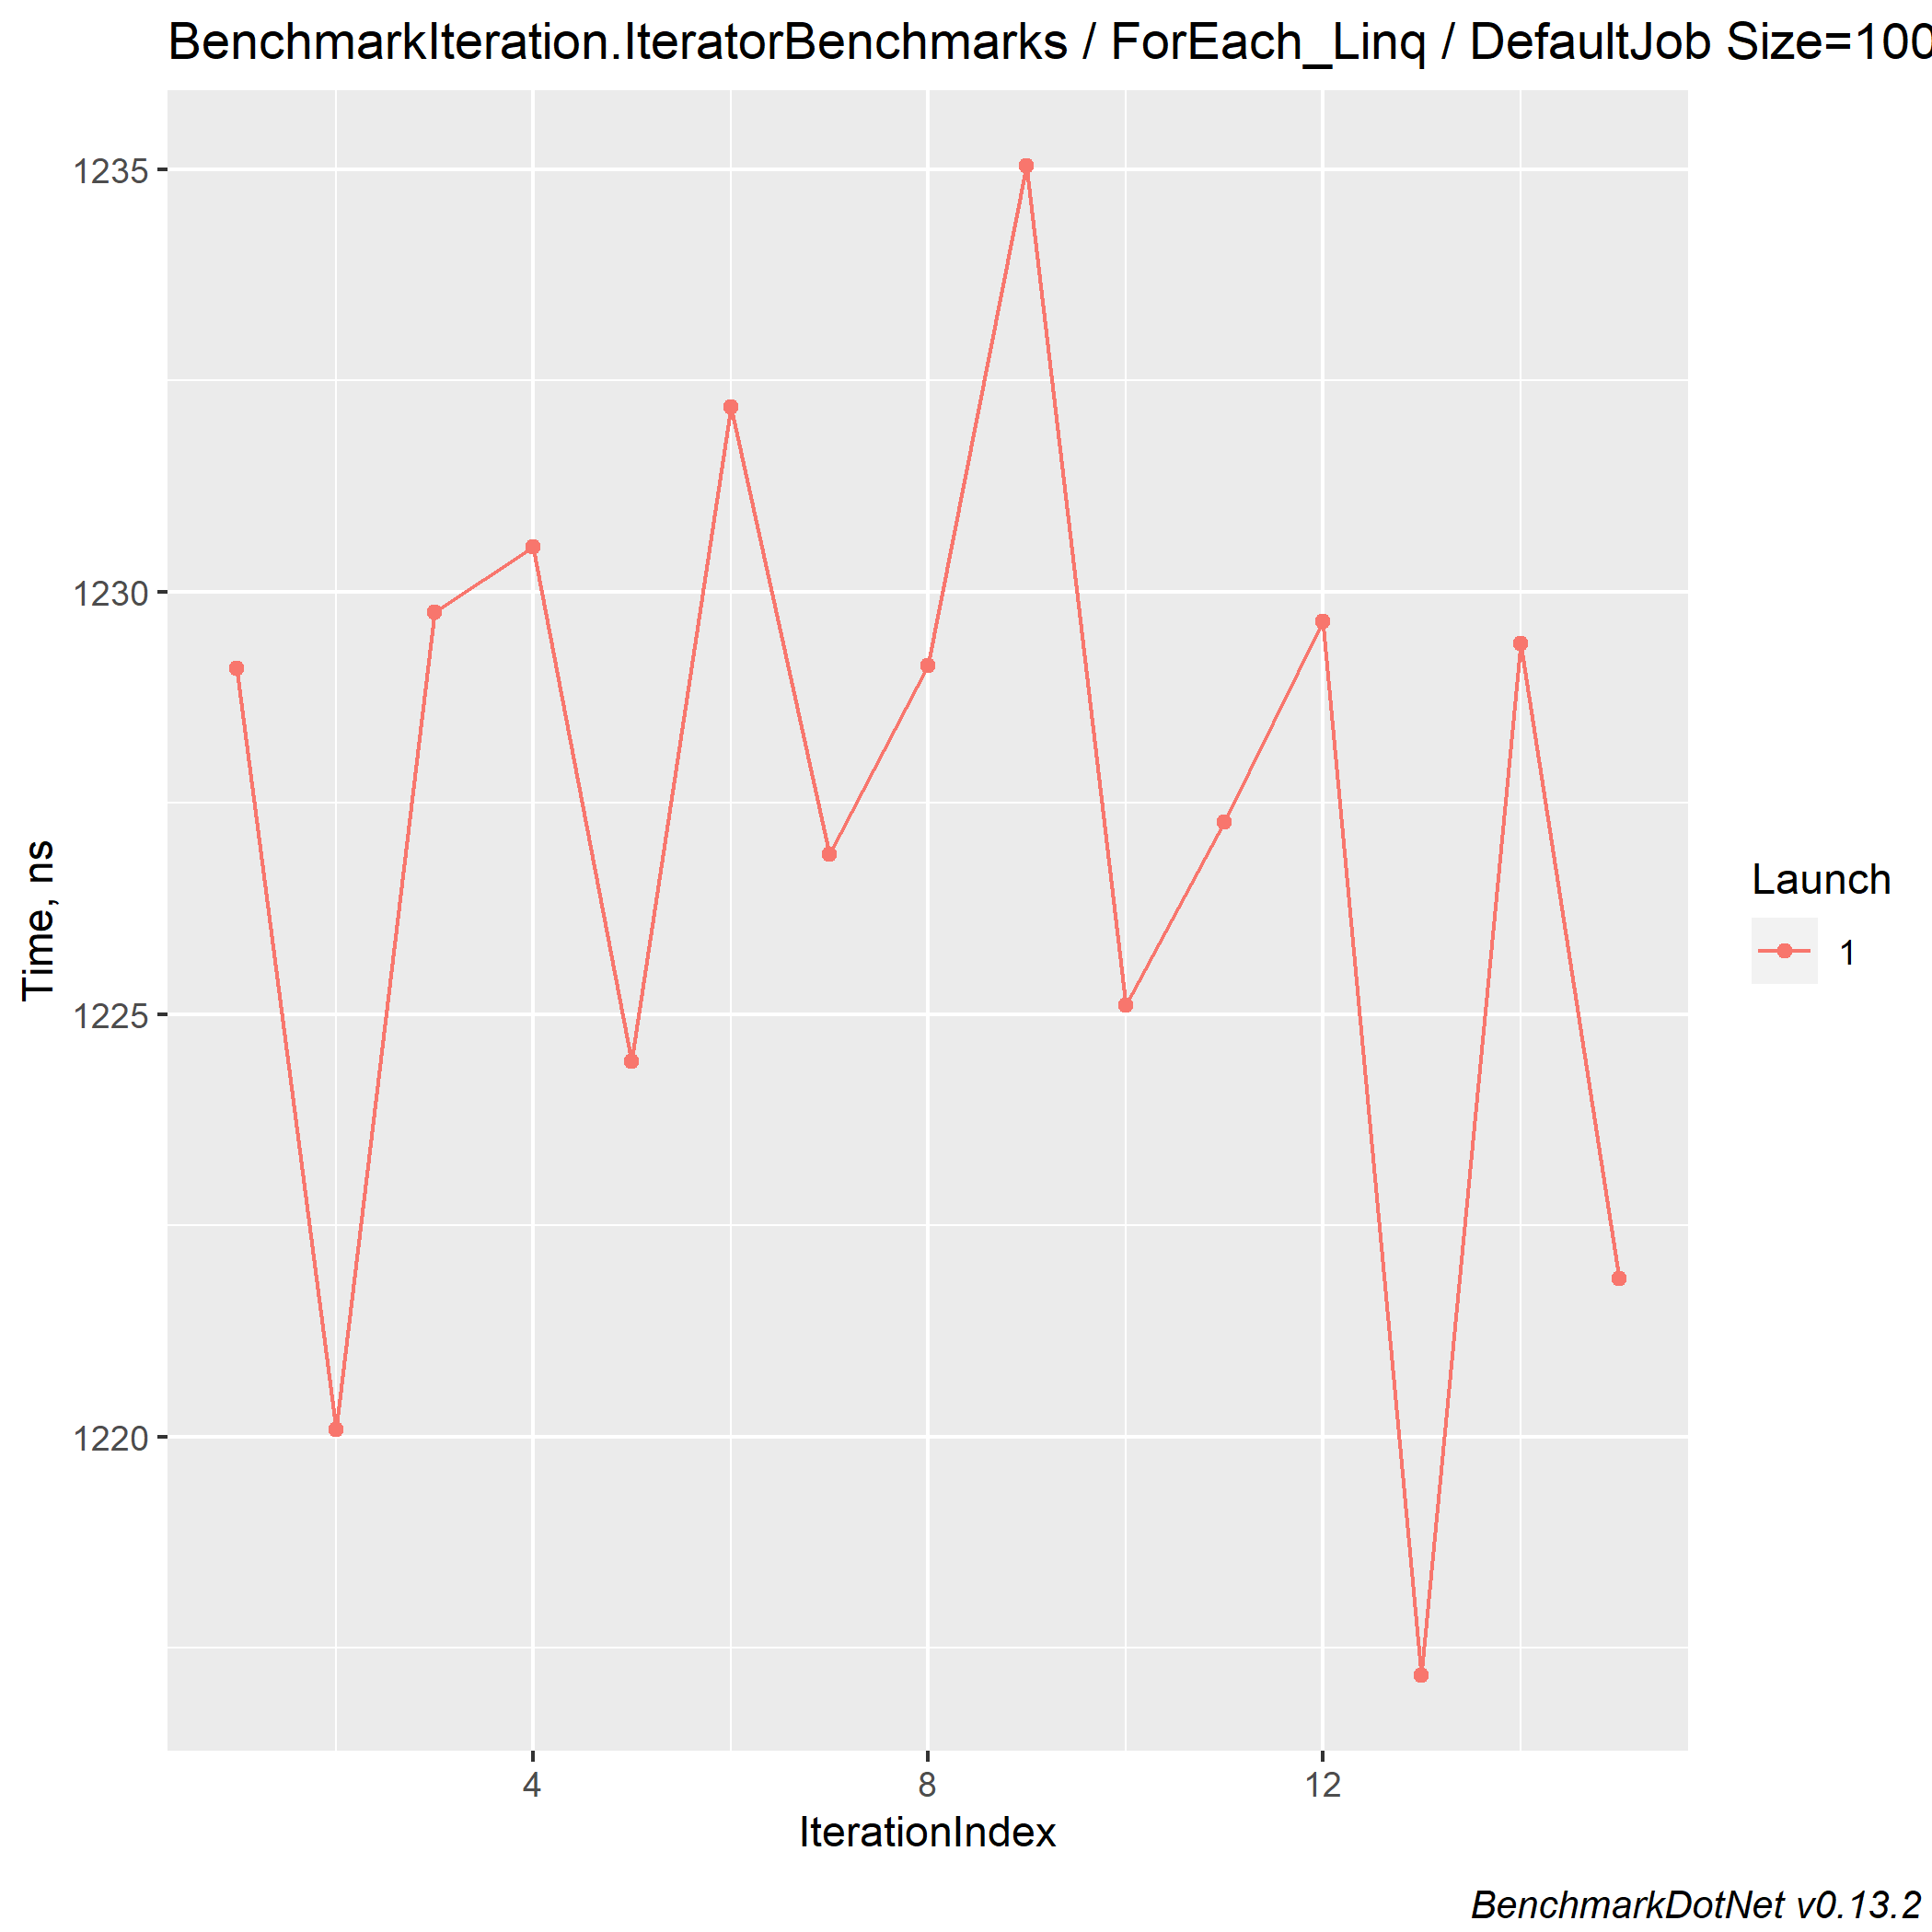 BenchmarkIteration.IteratorBenchmarks / ForEach_Linq / DefaultJob Size=100
1235
1230
1225
1220
Time, ns
4
8
12
IterationIndex
Launch
1
BenchmarkDotNet v0.13.2